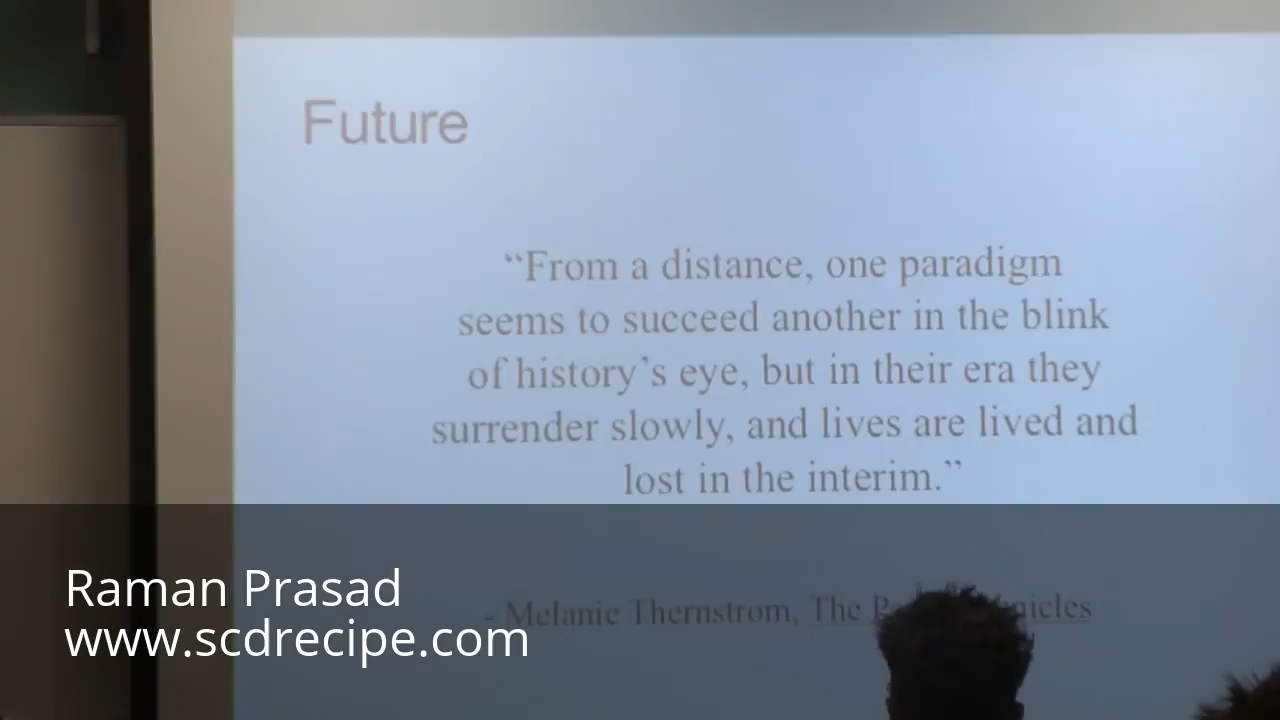 Future
“From a distance, one paradigm
seems to succeed another in the blink
of history’s eye, but in their era they
surrender slowly, and lives are lived and
lost in the interim.”
- Melanie Thernstrom, The
Raman Prasad
www.scdrecipe.com